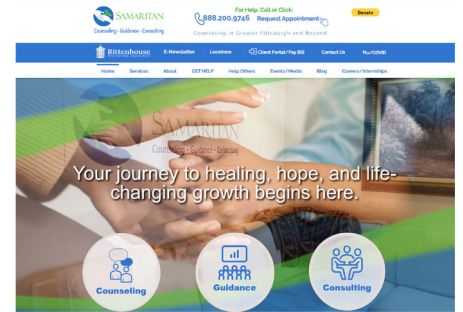 SAMARITAN
Counseling - Guidance - Consulting
For Help, Call or Click:
888.200.9746 Request Appointment
Counseling in Greater Pittsburgh and Beyond
Donate
Rittenhouse
E-Newsletter
Locations
Client Portal/Pay Bill
Contact Us
Flu/COVID
Home
Services
About
GET HELP
Help Others
Events/Media
Blog
Careers/Internships
SAMARITAN
Counseling - Guidance - Consulting
Your journey to healing, hope, and life-
changing growth begins here.
Counseling
Guidance
Consulting